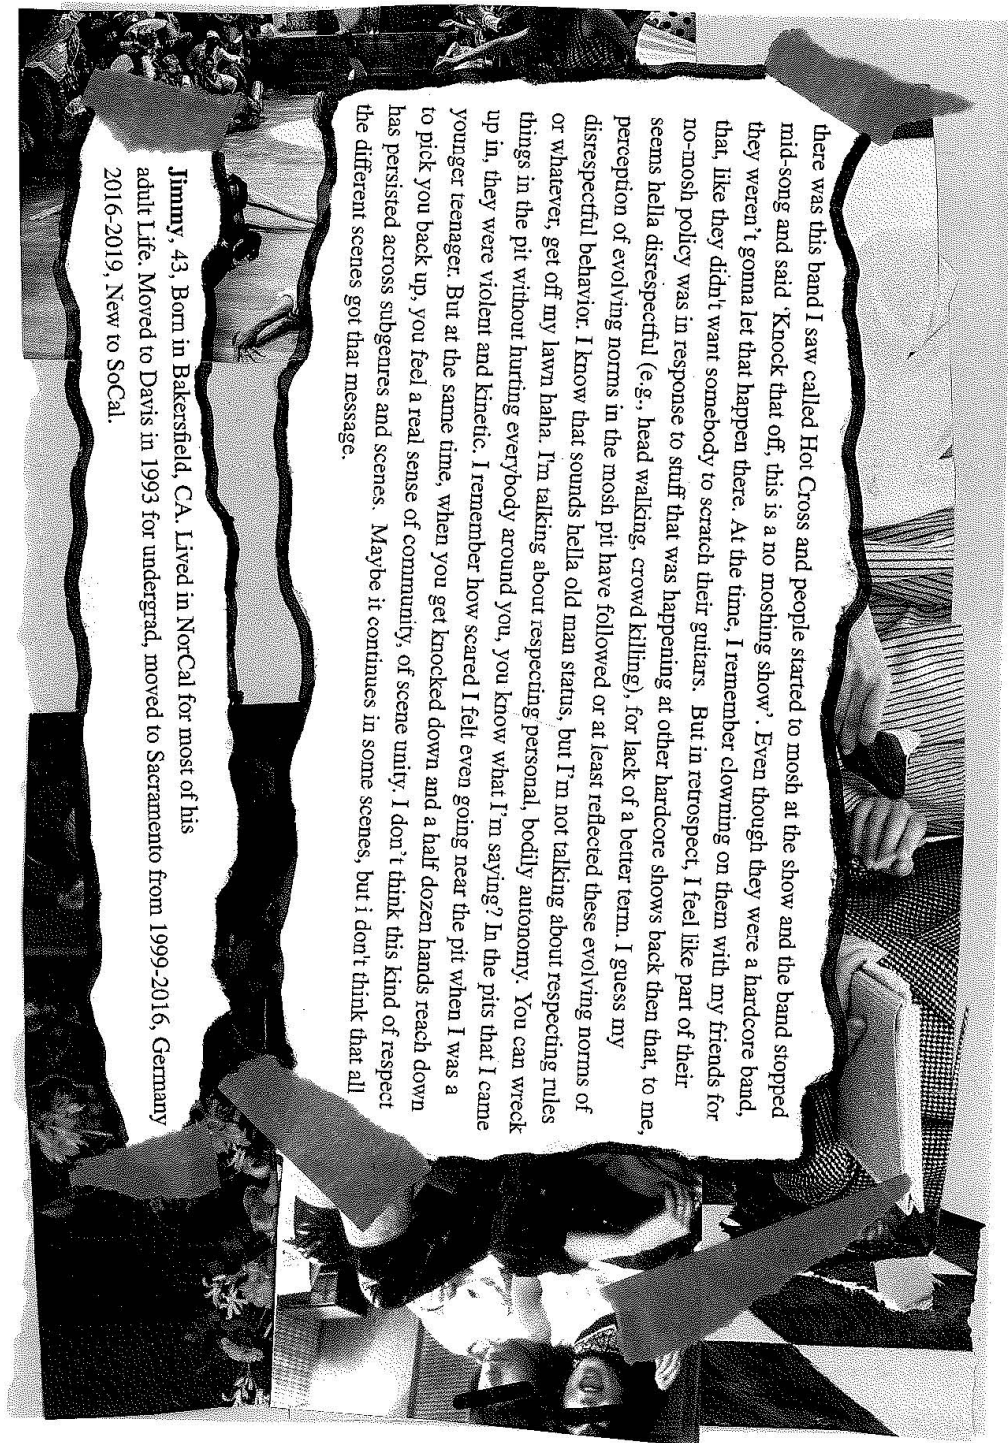 there was this band I saw called Hot Cross and people started to mosh at the show and the band stopped
mid-song and said ‘Knock that off, this is a no moshing show’. Even though they were a hardcore band,
they weren’t gonna let that happen there. At the time, I remember clowning on them with my friends for
that, like they didn't want somebody to scratch their guitars.  But in retrospect, I feel like part of their
no-mosh policy was in response to stuff that was happening at other hardcore shows back then that, to me,
seems hella disrespectful (e.g., head walking, crowd killing), for lack of a better term. I guess my
perception of evolving norms in the mosh pit have followed or at least reflected these evolving norms of
disrespectful behavior. I know that sounds hella old man status, but I’m not talking about respecting rules
or whatever, get off my lawn haha. I'm talking about respecting personal, bodily autonomy. You can wreck
things in the pit without hurting everybody around you, you know what I’m saying? In the pits that I came
up in, they were violent and kinetic. I remember how scared I felt even going near the pit when I was a
younger teenager. But at the same time, when you get knocked down and a half dozen hands reach down
to pick you back up, you feel a real sense of community, of scene unity. I don’t think this kind of respect
has persisted across subgenres and scenes.  Maybe it continues in some scenes, but i don't think that all
the different scenes got that message.
Jimmy, 43, Born in Bakersfield, CA. Lived in NorCal for most of his
adult Life. Moved to Davis in 1993 for undergrad, moved to Sacramento from 1999-2016, Germany
2016-2019, New to SoCal.